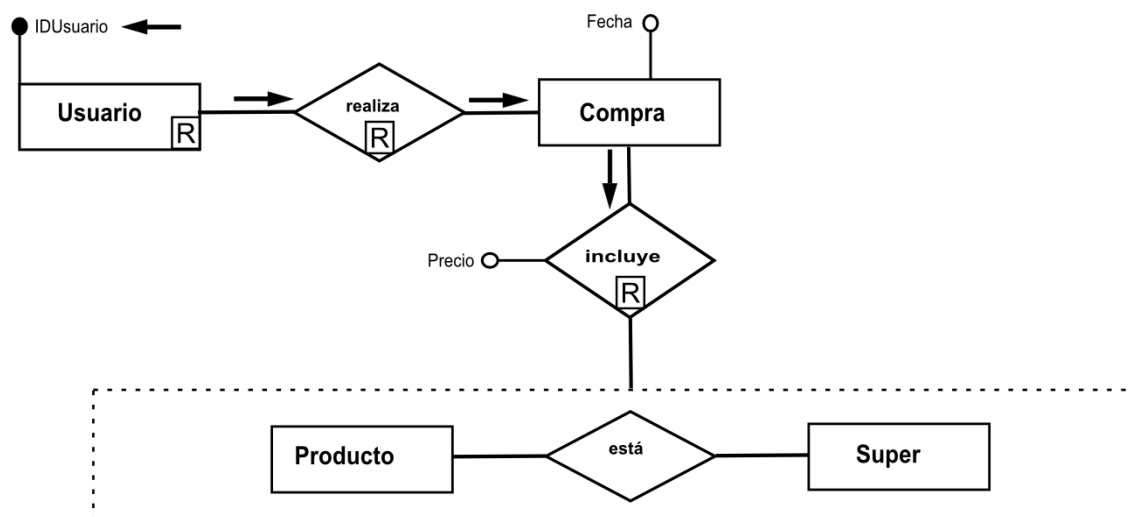 IDUsuario
Fecha
Usuario
R
realiza
R
Compra
Precio
incluye
R
Producto
está
Super